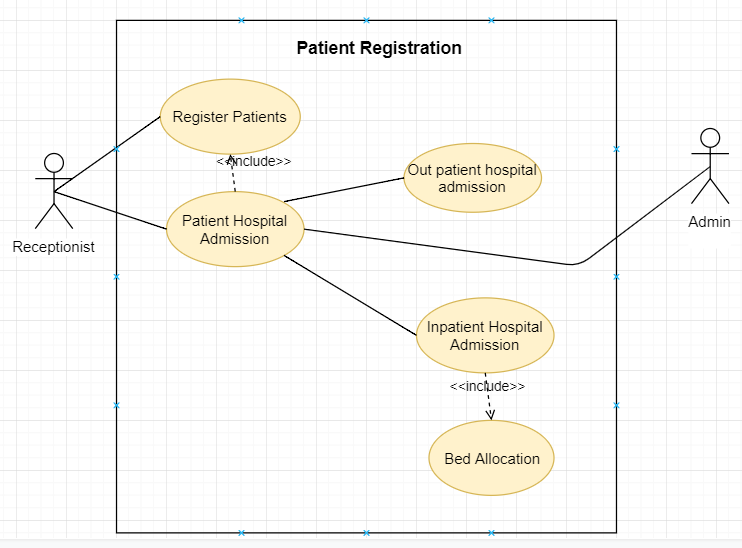 Patient Registration
Register Patients
<<include>>
Out patient hospital
admission
Patient Hospital
Admission
Receptionist
Admin
Inpatient Hospital
Admission
<<include>>
Bed Allocation